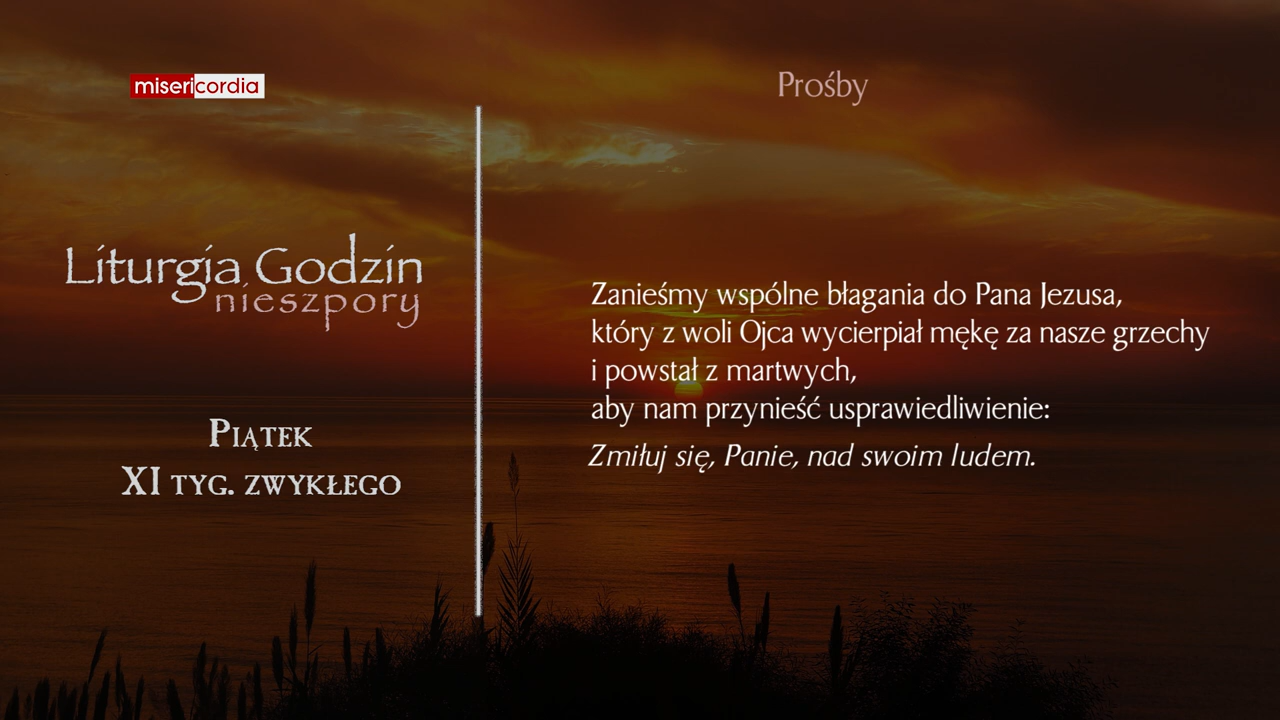 misericordia
Prośby
Liturgia Godzin
nieszpory
Piątek
XI tyg. zwykłego
Zanieśmy wspólne błagania do Pana Jezusa,
który z woli Ojca wycierpiał mękę za nasze grzechy
i powstał z martwych,
aby nam przynieść usprawiedliwienie:
Zmiłuj się, Panie, nad swoim ludem.